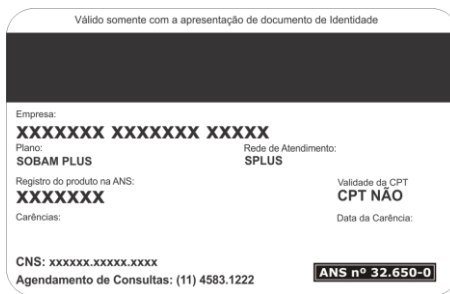 Válido somente com a apresentação de documento de Identidade
Empresa:
XXXXXXX XXXXXXX XXXXX
Plano: Rede de Atendimento:
SOBAM PLUS SPLUS
Registro do produto na ANS: Validade da CPT
XXXXXXX CPT NÃO
Carências: Data da Carência:
CNS: xxxxxx.xxxxx.xxxx
Agendamento de Consultas: (11) 4583.1222
ANS nº 32.650-0